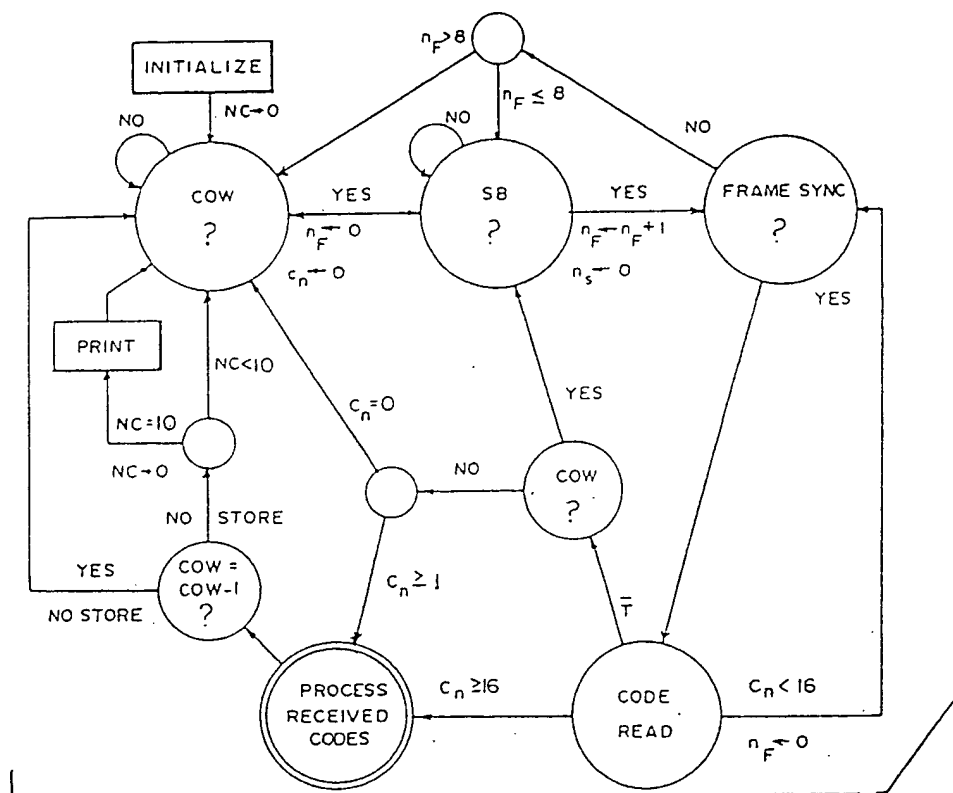 n_F > 8
INITIALIZE
NC→0
n_F ≤ 8
NO
NO
NO
COW
?
YES
n_F ← 0
c_n ← 0
SB
?
YES
n_F ← n_F + 1
n_s ← 0
FRAME SYNC
?
YES
PRINT
NC<10
NC=10
NC→0
C_n = 0
YES
NO
COW
?
NO STORE
YES
NO STORE
COW =
COW-1
?
C_n ≥ 1
T̄
PROCESS
RECEIVED
CODES
C_n ≥ 16
CODE
READ
C_n < 16
n_F ← 0